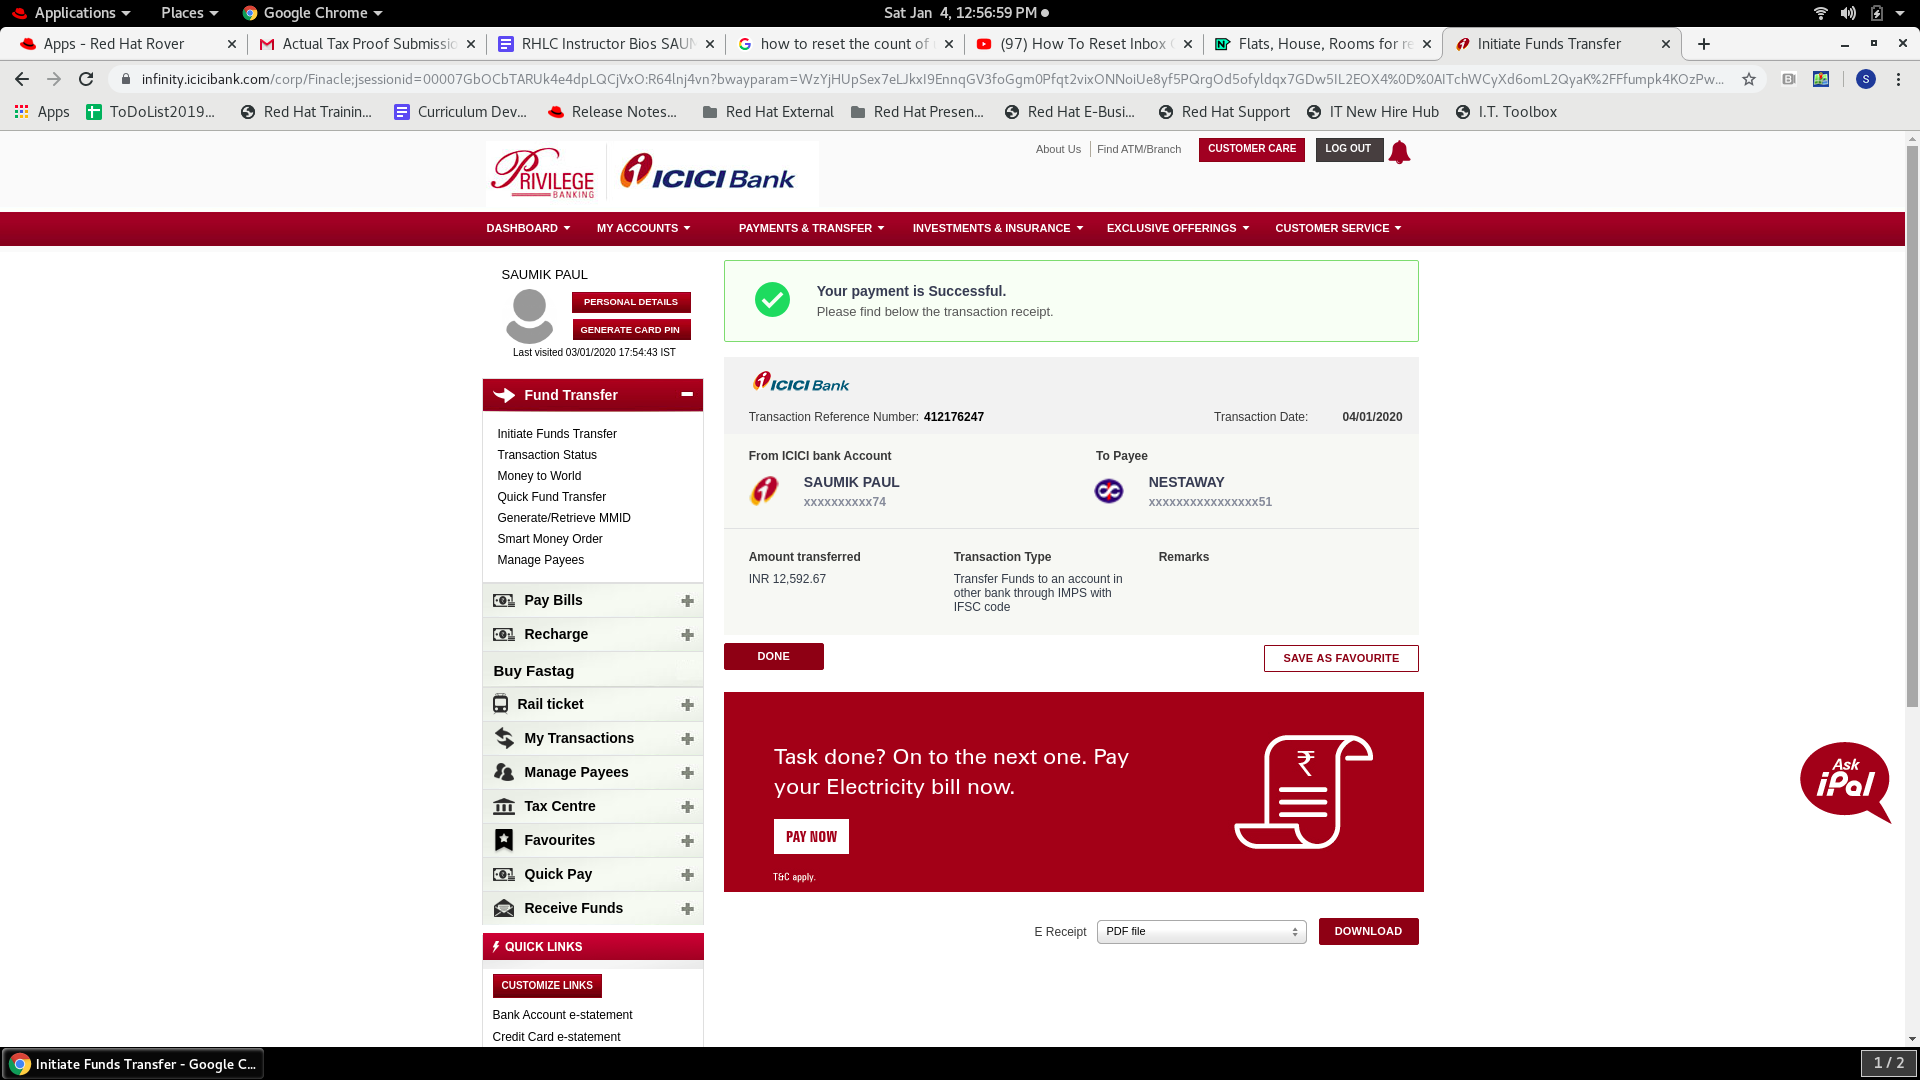 Applications
Places
Google Chrome
Sat Jan 4, 12:56:59 PM
Apps - Red Hat Rover
Actual Tax Proof Submissio
RHLC Instructor Bios SAUM
how to reset the count of
(97) How To Reset Inbox
Flats, House, Rooms for re
Initiate Funds Transfer
infinity.icicibank.com/corp/Finacle;jsessionid=00007GbOCbTARUk4e4dpLQCjVxO:R64lnj4vn?bwayparam=WzYjHUpSex7eLJkxI9EnnqGV3foGgm0Pfqt2vixONNoiUe8yf5PQrgOd5ofyldqx7GDw5IL2EOX4%0D%0AITchWCyXd6omL2QyaK%2FFfumpk4KOzPw...
S
Apps
ToDoList2019...
Red Hat Trainin...
Curriculum Dev...
Release Notes...
Red Hat External
Red Hat Presen...
Red Hat E-Busi...
Red Hat Support
IT New Hire Hub
I.T. Toolbox
PRIVILEGE
BANKING
ICICI Bank
About Us
Find ATM/Branch
CUSTOMER CARE
LOG OUT
DASHBOARD
MY ACCOUNTS
PAYMENTS & TRANSFER
INVESTMENTS & INSURANCE
EXCLUSIVE OFFERINGS
CUSTOMER SERVICE
SAUMIK PAUL
PERSONAL DETAILS
GENERATE CARD PIN
Last visited 03/01/2020 17:54:43 IST
Fund Transfer
Initiate Funds Transfer
Transaction Status
Money to World
Quick Fund Transfer
Generate/Retrieve MMID
Smart Money Order
Manage Payees
Pay Bills
Recharge
Buy Fastag
Rail ticket
My Transactions
Manage Payees
Tax Centre
Favourites
Quick Pay
Receive Funds
QUICK LINKS
CUSTOMIZE LINKS
Bank Account e-statement
Credit Card e-statement
Your payment is Successful.
Please find below the transaction receipt.
ICICI Bank
Transaction Reference Number: 412176247
Transaction Date: 04/01/2020
From ICICI bank Account
To Payee
SAUMIK PAUL
xxxxxxxxxx74
NESTAWAY
xxxxxxxxxxxxxxxx51
Amount transferred
Transaction Type
Remarks
INR 12,592.67
Transfer Funds to an account in
other bank through IMPS with
IFSC code
DONE
SAVE AS FAVOURITE
Task done? On to the next one. Pay
your Electricity bill now.
₹
PAY NOW
T&C apply.
Ask
iPal
E Receipt
PDF file
DOWNLOAD
Initiate Funds Transfer - Google C...
1 / 2